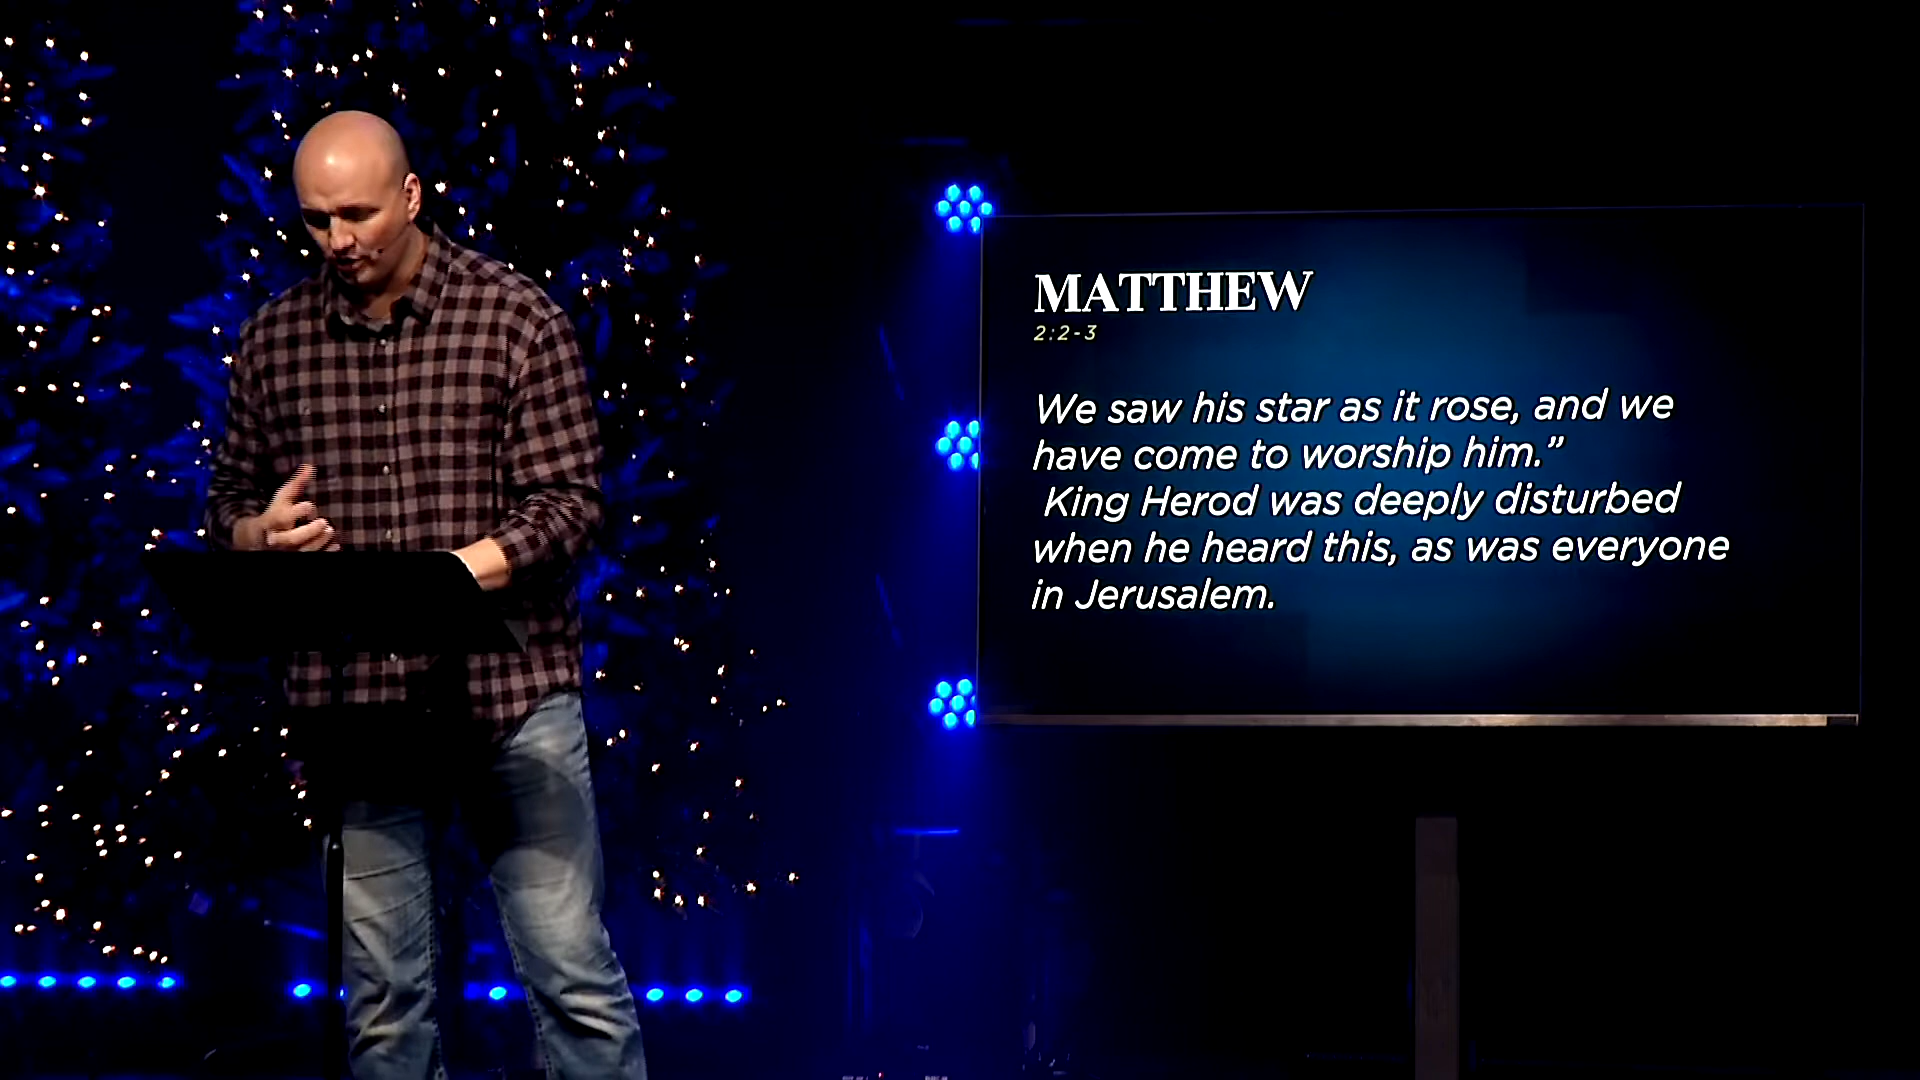 MATTHEW
2:2-3
We saw his star as it rose, and we
have come to worship him.”
King Herod was deeply disturbed
when he heard this, as was everyone
in Jerusalem.